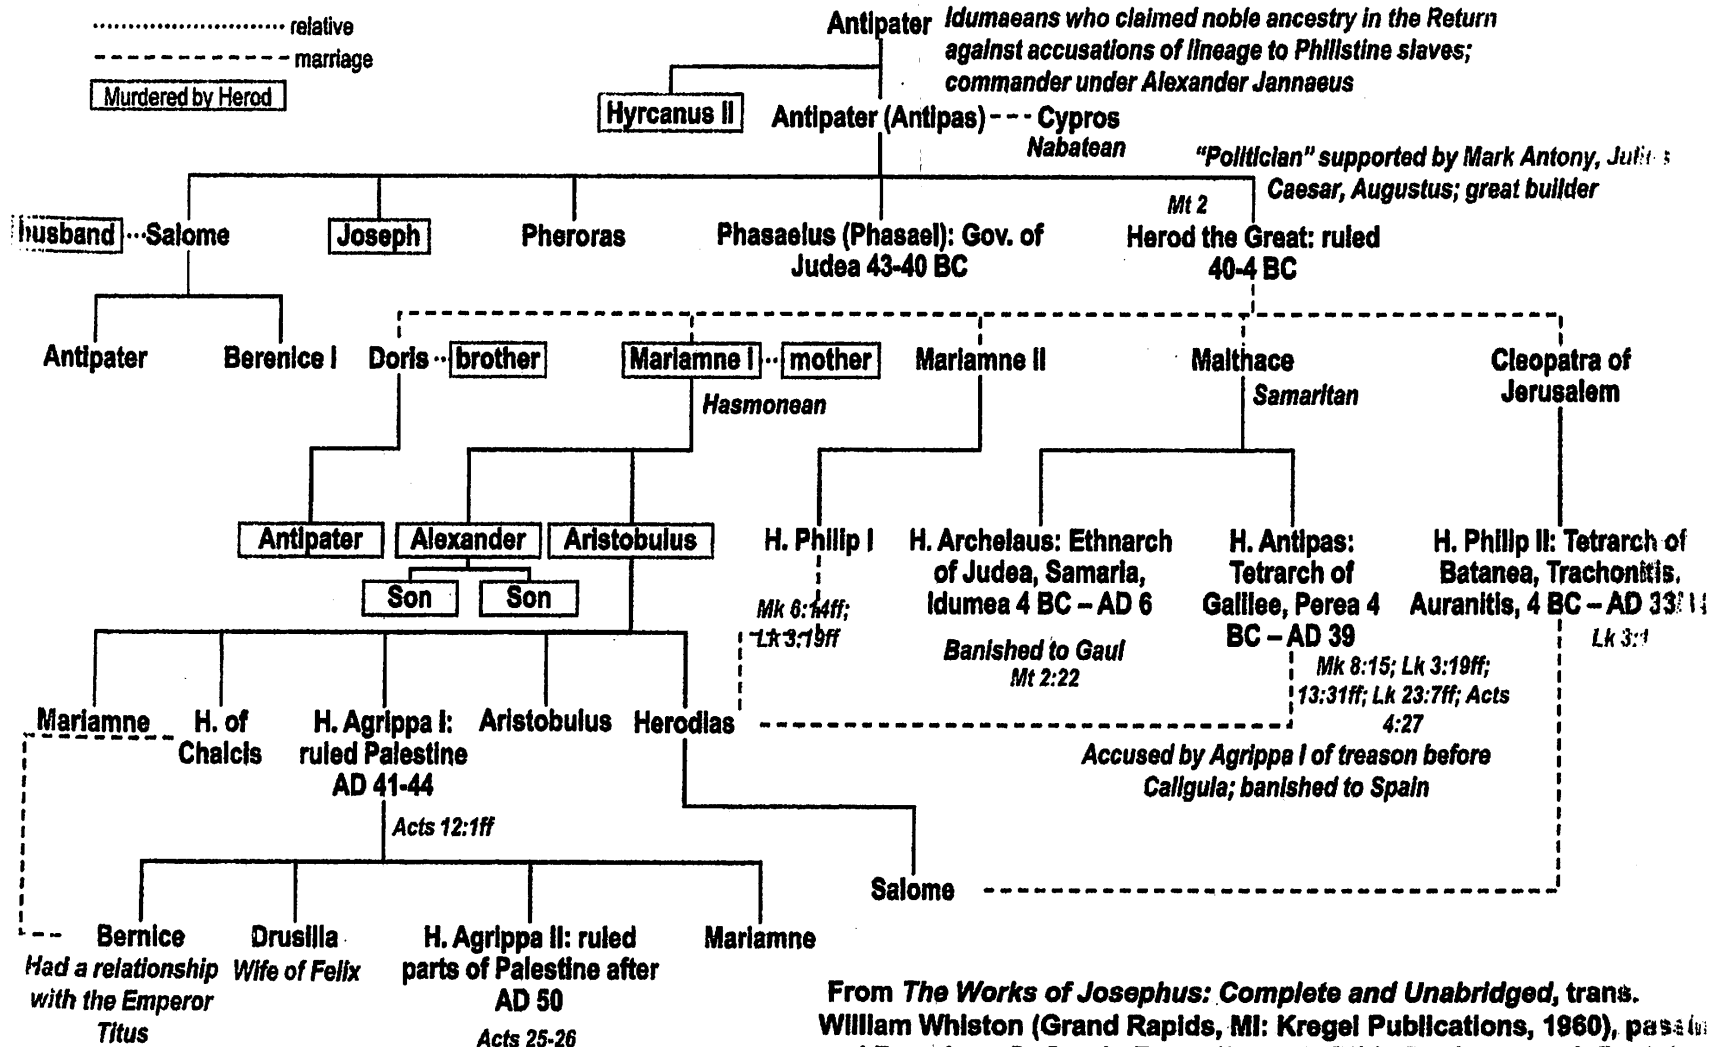 relative
marriage
Murdered by Herod
Antipater
Idumaeans who claimed noble ancestry in the Return
against accusations of lineage to Philistine slaves;
commander under Alexander Jannaeus
Hyrcanus II
Antipater (Antipas)
Cypros
Nabatean
"Politician" supported by Mark Antony,
Caesar, Augustus; great builder
Mt 2
husband
Salome
Joseph
Pheroras
Phasaelus (Phasael): Gov. of
Judea 43-40 BC
Herod the Great: ruled
40-4 BC
Antipater
Berenice I
Doris
brother
Mariamne I
mother
Mariamne II
Malthace
Cleopatra of
Jerusalem
Hasmonean
Samaritan
Antipater
Alexander
Aristobulus
H. Philip I
H. Archelaus: Ethnarch
of Judea, Samaria,
Idumea 4 BC – AD 6
H. Antipas:
Tetrarch of
Galilee, Perea 4
BC – AD 39
H. Philip II: Tetrarch of
Batanea, Trachonitis.
Auranitis, 4 BC – AD
Son
Son
Mk 6:14ff;
Lk 3:19ff
Banished to Gaul
Mt 2:22
Mk 8:15; Lk 3:19ff;
13:31ff; Lk 23:7ff; Acts
4:27
Lk 3:1
Mariamne
H. of
Chalcis
H. Agrippa I:
ruled Palestine
AD 41-44
Aristobulus
Herodias
Accused by Agrippa I of treason before
Caligula; banished to Spain
Acts 12:1ff
Salome
Bernice
Had a relationship
with the Emperor
Titus
Drusilla
Wife of Felix
H. Agrippa II: ruled
parts of Palestine after
AD 50
Acts 25-26
Mariamne
From The Works of Josephus: Complete and Unabridged, trans.
William Whiston (Grand Rapids, MI: Kregel Publications, 1960),